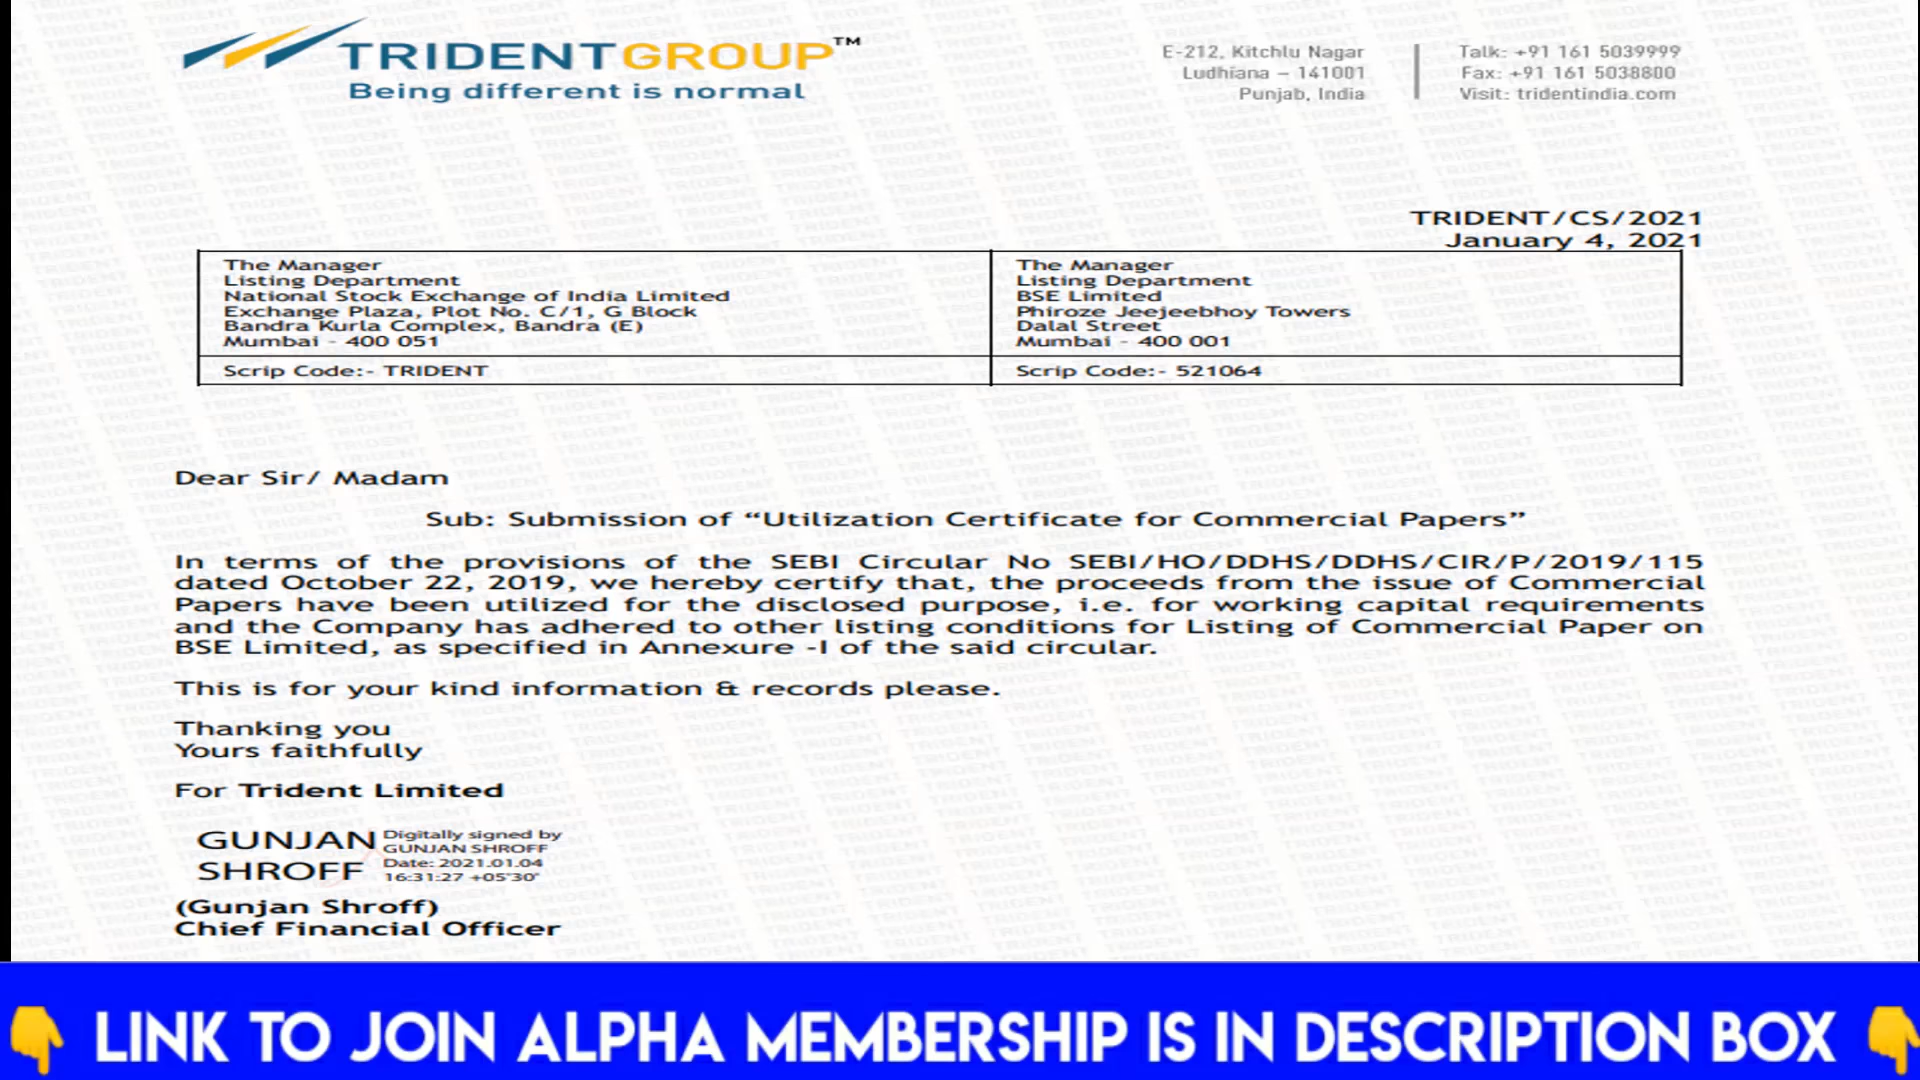 TRIDENTGROUP™
Being different is normal
E-212, Kitchlu Nagar
Ludhiana – 141001
Punjab, India
Talk: +91 161 5039999
Fax: +91 161 5038800
Visit: tridentindia.com
TRIDENT/CS/2021
January 4, 2021
The Manager
Listing Department
National Stock Exchange of India Limited
Exchange Plaza, Plot No. C/1, G Block
Bandra Kurla Complex, Bandra (E)
Mumbai - 400 051
The Manager
Listing Department
BSE Limited
Phiroze Jeejeebhoy Towers
Dalal Street
Mumbai - 400 001
Scrip Code:- TRIDENT
Scrip Code:- 521064
Dear Sir/ Madam
Sub: Submission of “Utilization Certificate for Commercial Papers”
In terms of the provisions of the SEBI Circular No SEBI/HO/DDHS/DDHS/CIR/P/2019/115
dated October 22, 2019, we hereby certify that, the proceeds from the issue of Commercial
Papers have been utilized for the disclosed purpose, i.e. for working capital requirements
and the Company has adhered to other listing conditions for Listing of Commercial Paper on
BSE Limited, as specified in Annexure -I of the said circular.
This is for your kind information & records please.
Thanking you
Yours faithfully
For Trident Limited
GUNJAN
SHROFF
Digitally signed by
GUNJAN SHROFF
Date: 2021.01.04
16:31:27 +05'30'
(Gunjan Shroff)
Chief Financial Officer
👇 LINK TO JOIN ALPHA MEMBERSHIP IS IN DESCRIPTION BOX 👇